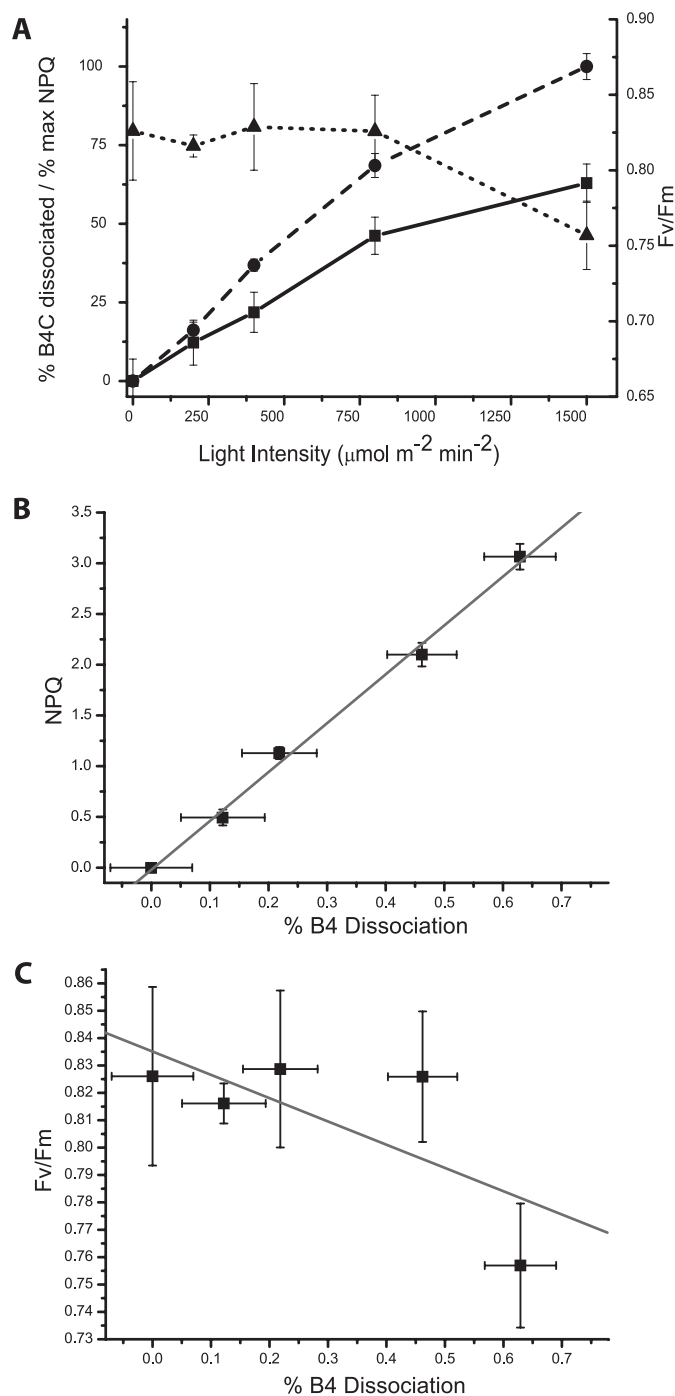 A
% B4C dissociated / % max NPQ
100
75
50
25
0
0.90
0.85
0.80
0.75
0.70
0.65
Fv/Fm
0 250 500 750 1000 1250 1500
Light Intensity (μmol m⁻² min⁻²)
B
NPQ
3.5
3.0
2.5
2.0
1.5
1.0
0.5
0.0
0.0 0.1 0.2 0.3 0.4 0.5 0.6 0.7
% B4 Dissociation
C
Fv/Fm
0.86
0.85
0.84
0.83
0.82
0.81
0.80
0.79
0.78
0.77
0.76
0.75
0.74
0.73
0.0 0.1 0.2 0.3 0.4 0.5 0.6 0.7
% B4 Dissociation